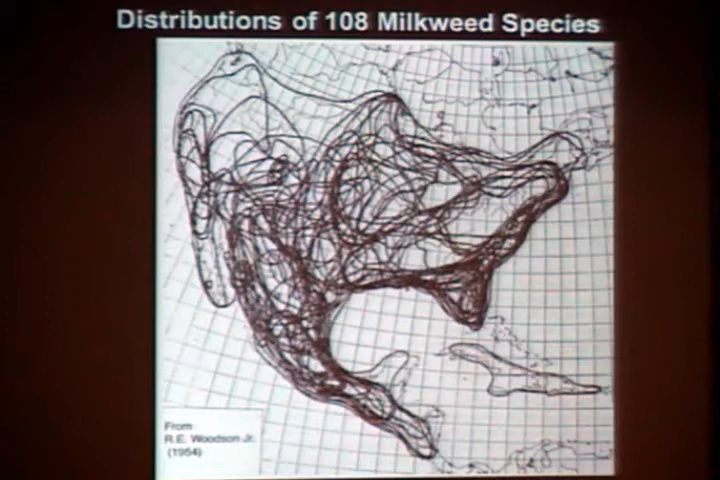 Distributions of 108 Milkweed Species
From
R.E. Woodson Jr.
(1954)